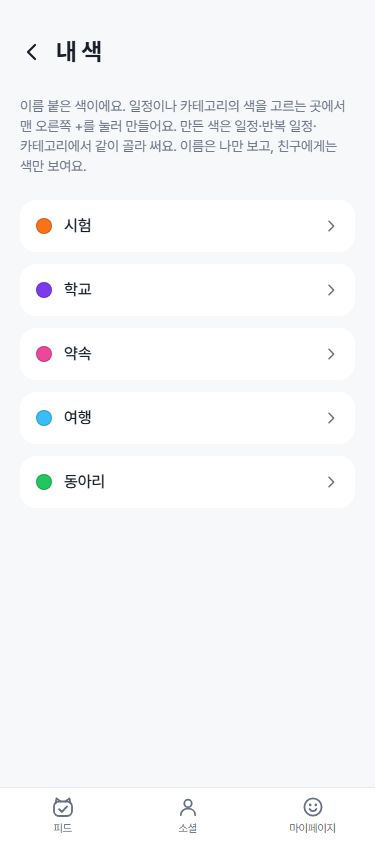 내 색
이름 붙은 색이에요. 일정이나 카테고리의 색을 고르는 곳에서
맨 오른쪽 +를 눌러 만들어요. 만든 색은 일정·반복 일정·
카테고리에서 같이 골라 써요. 이름은 나만 보고, 친구에게는
색만 보여요.
시험
학교
약속
여행
동아리
피드
소셜
마이페이지